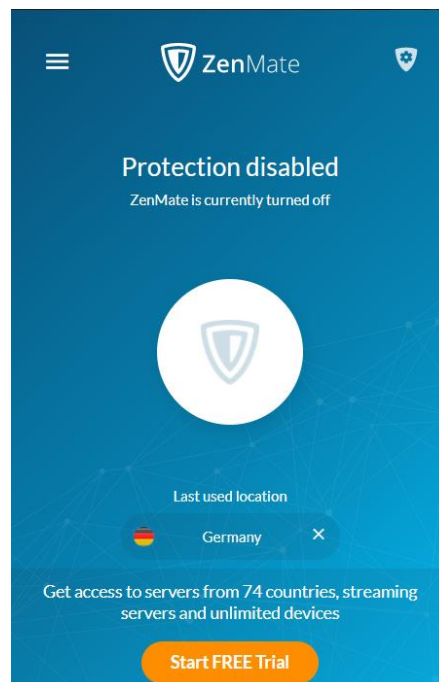 ZenMate
Protection disabled
ZenMate is currently turned off
Last used location
Germany
Get access to servers from 74 countries, streaming
servers and unlimited devices
Start FREE Trial